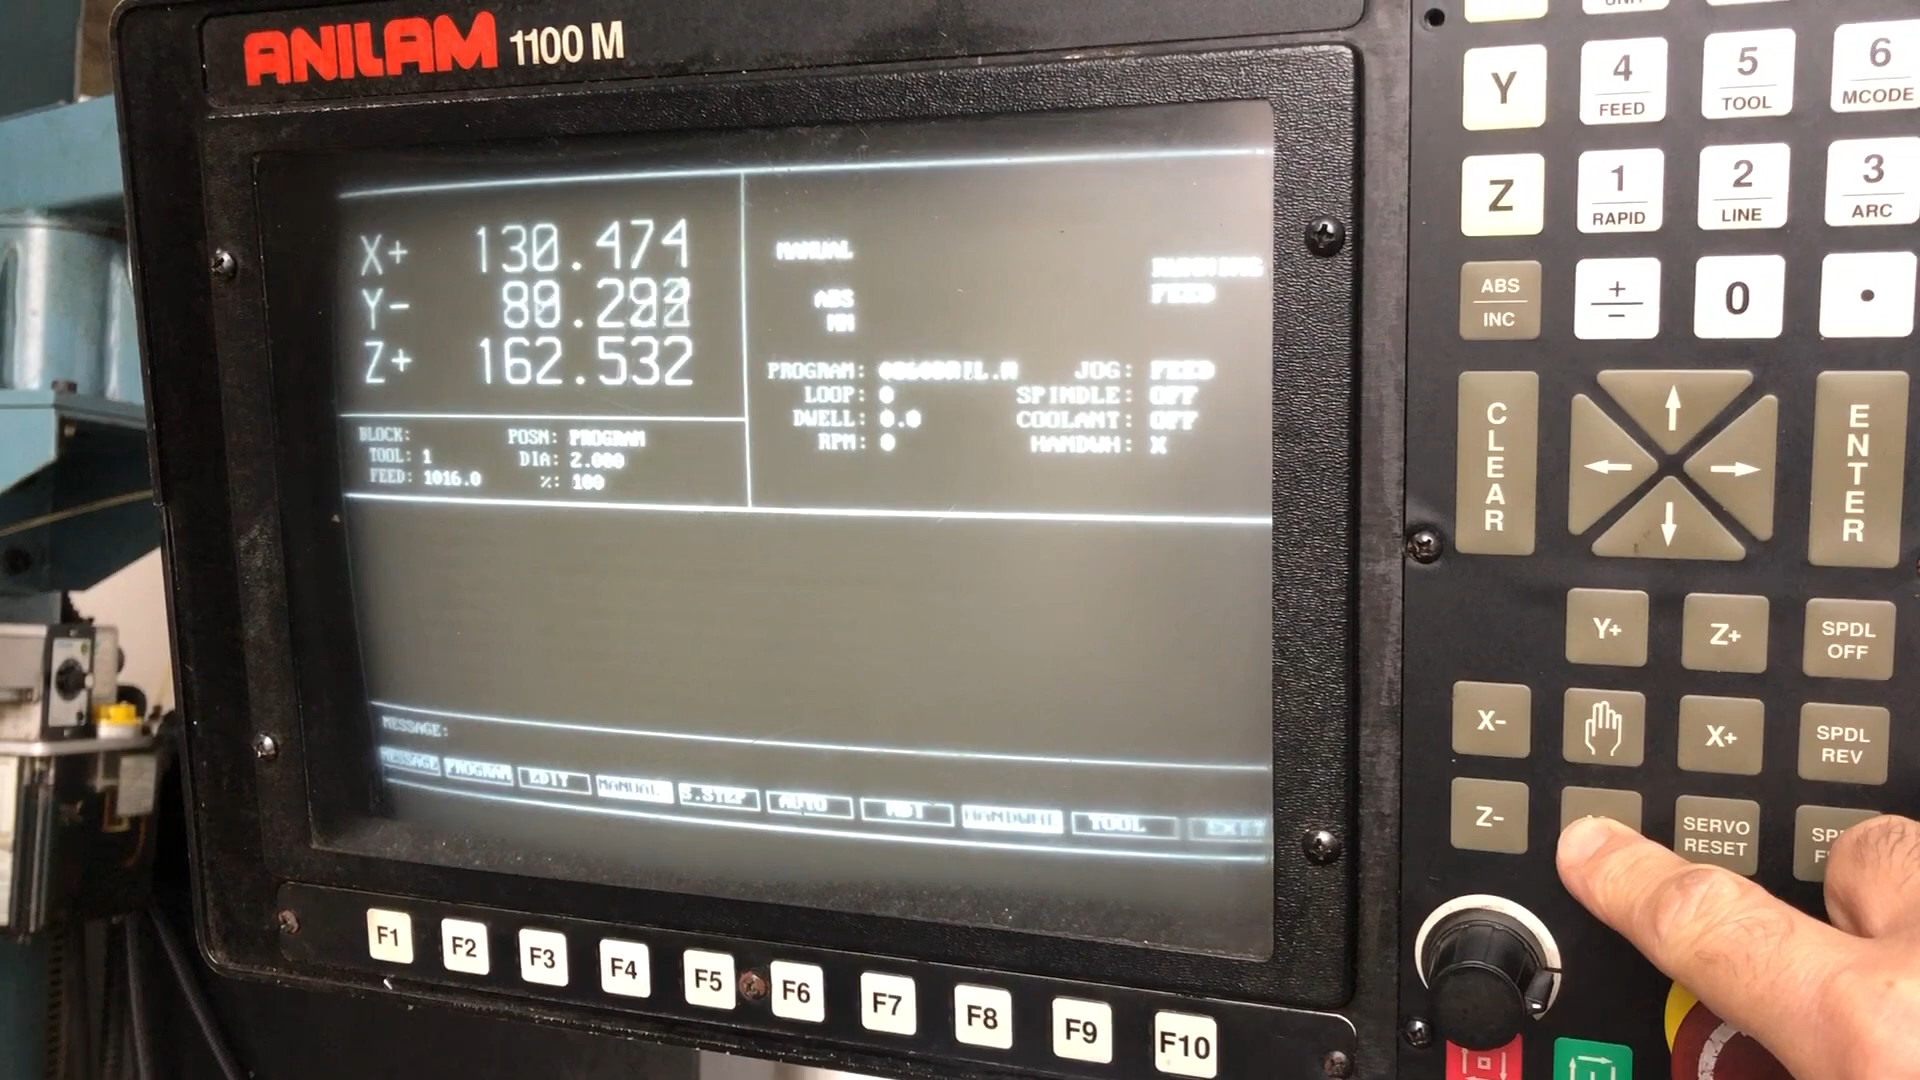 ANILAM 1100 M
X+ 130.474
Y- 80.
Z+ 162.532
BLOCK: POSN: PROGRAM
TOOL: 1 DIA: 2.000
FEED: 1016.0 %: 100
MANUAL
ABS FEED
MM
PROGRAM: JOG: FEED
LOOP: 0 SPINDLE: OFF
DWELL: 0.0 COOLANT: OFF
RPM: 0 HANDWH: X
MESSAGE:
MESSAGE PROGRAM EDIT MANUAL S.STEP AUTO MDI HANDWHL TOOL EXIT
F1 F2 F3 F4 F5 F6 F7 F8 F9 F10
Y 4 FEED 5 TOOL 6 MCODE
Z 1 RAPID 2 LINE 3 ARC
ABS INC + − 0 •
CLEAR ENTER
Y+ Z+ SPDL OFF
X- X+ SPDL REV
Z- SERVO RESET